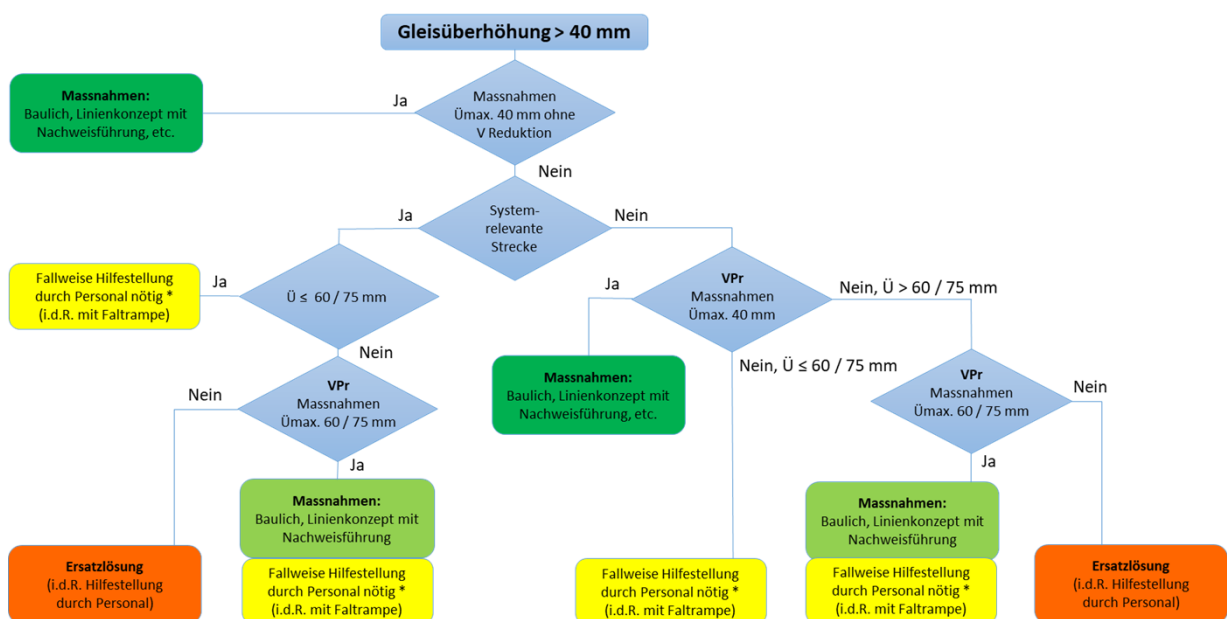 Gleisüberhöhung > 40 mm
Massnahmen:
Baulich, Linienkonzept mit
Nachweisführung, etc.
Ja
Massnahmen
Ümax. 40 mm ohne
V Reduktion
Nein
Ja
System-
relevante
Strecke
Nein
Fallweise Hilfestellung
durch Personal nötig *
(i.d.R. mit Faltrampe)
Ja
Ü ≤ 60 / 75 mm
Nein
Ja
VPr
Massnahmen
Ümax. 40 mm
Nein, Ü > 60 / 75 mm
Nein, Ü ≤ 60 / 75 mm
Massnahmen:
Baulich, Linienkonzept mit
Nachweisführung, etc.
Nein
VPr
Massnahmen
Ümax. 60 / 75 mm
Ja
VPr
Massnahmen
Ümax. 60 / 75 mm
Nein
Ja
Massnahmen:
Baulich, Linienkonzept mit
Nachweisführung
Massnahmen:
Baulich, Linienkonzept mit
Nachweisführung
Ersatzlösung
(i.d.R. Hilfestellung
durch Personal)
Fallweise Hilfestellung
durch Personal nötig *
(i.d.R. mit Faltrampe)
Fallweise Hilfestellung
durch Personal nötig *
(i.d.R. mit Faltrampe)
Fallweise Hilfestellung
durch Personal nötig *
(i.d.R. mit Faltrampe)
Ersatzlösung
(i.d.R. Hilfestellung
durch Personal)